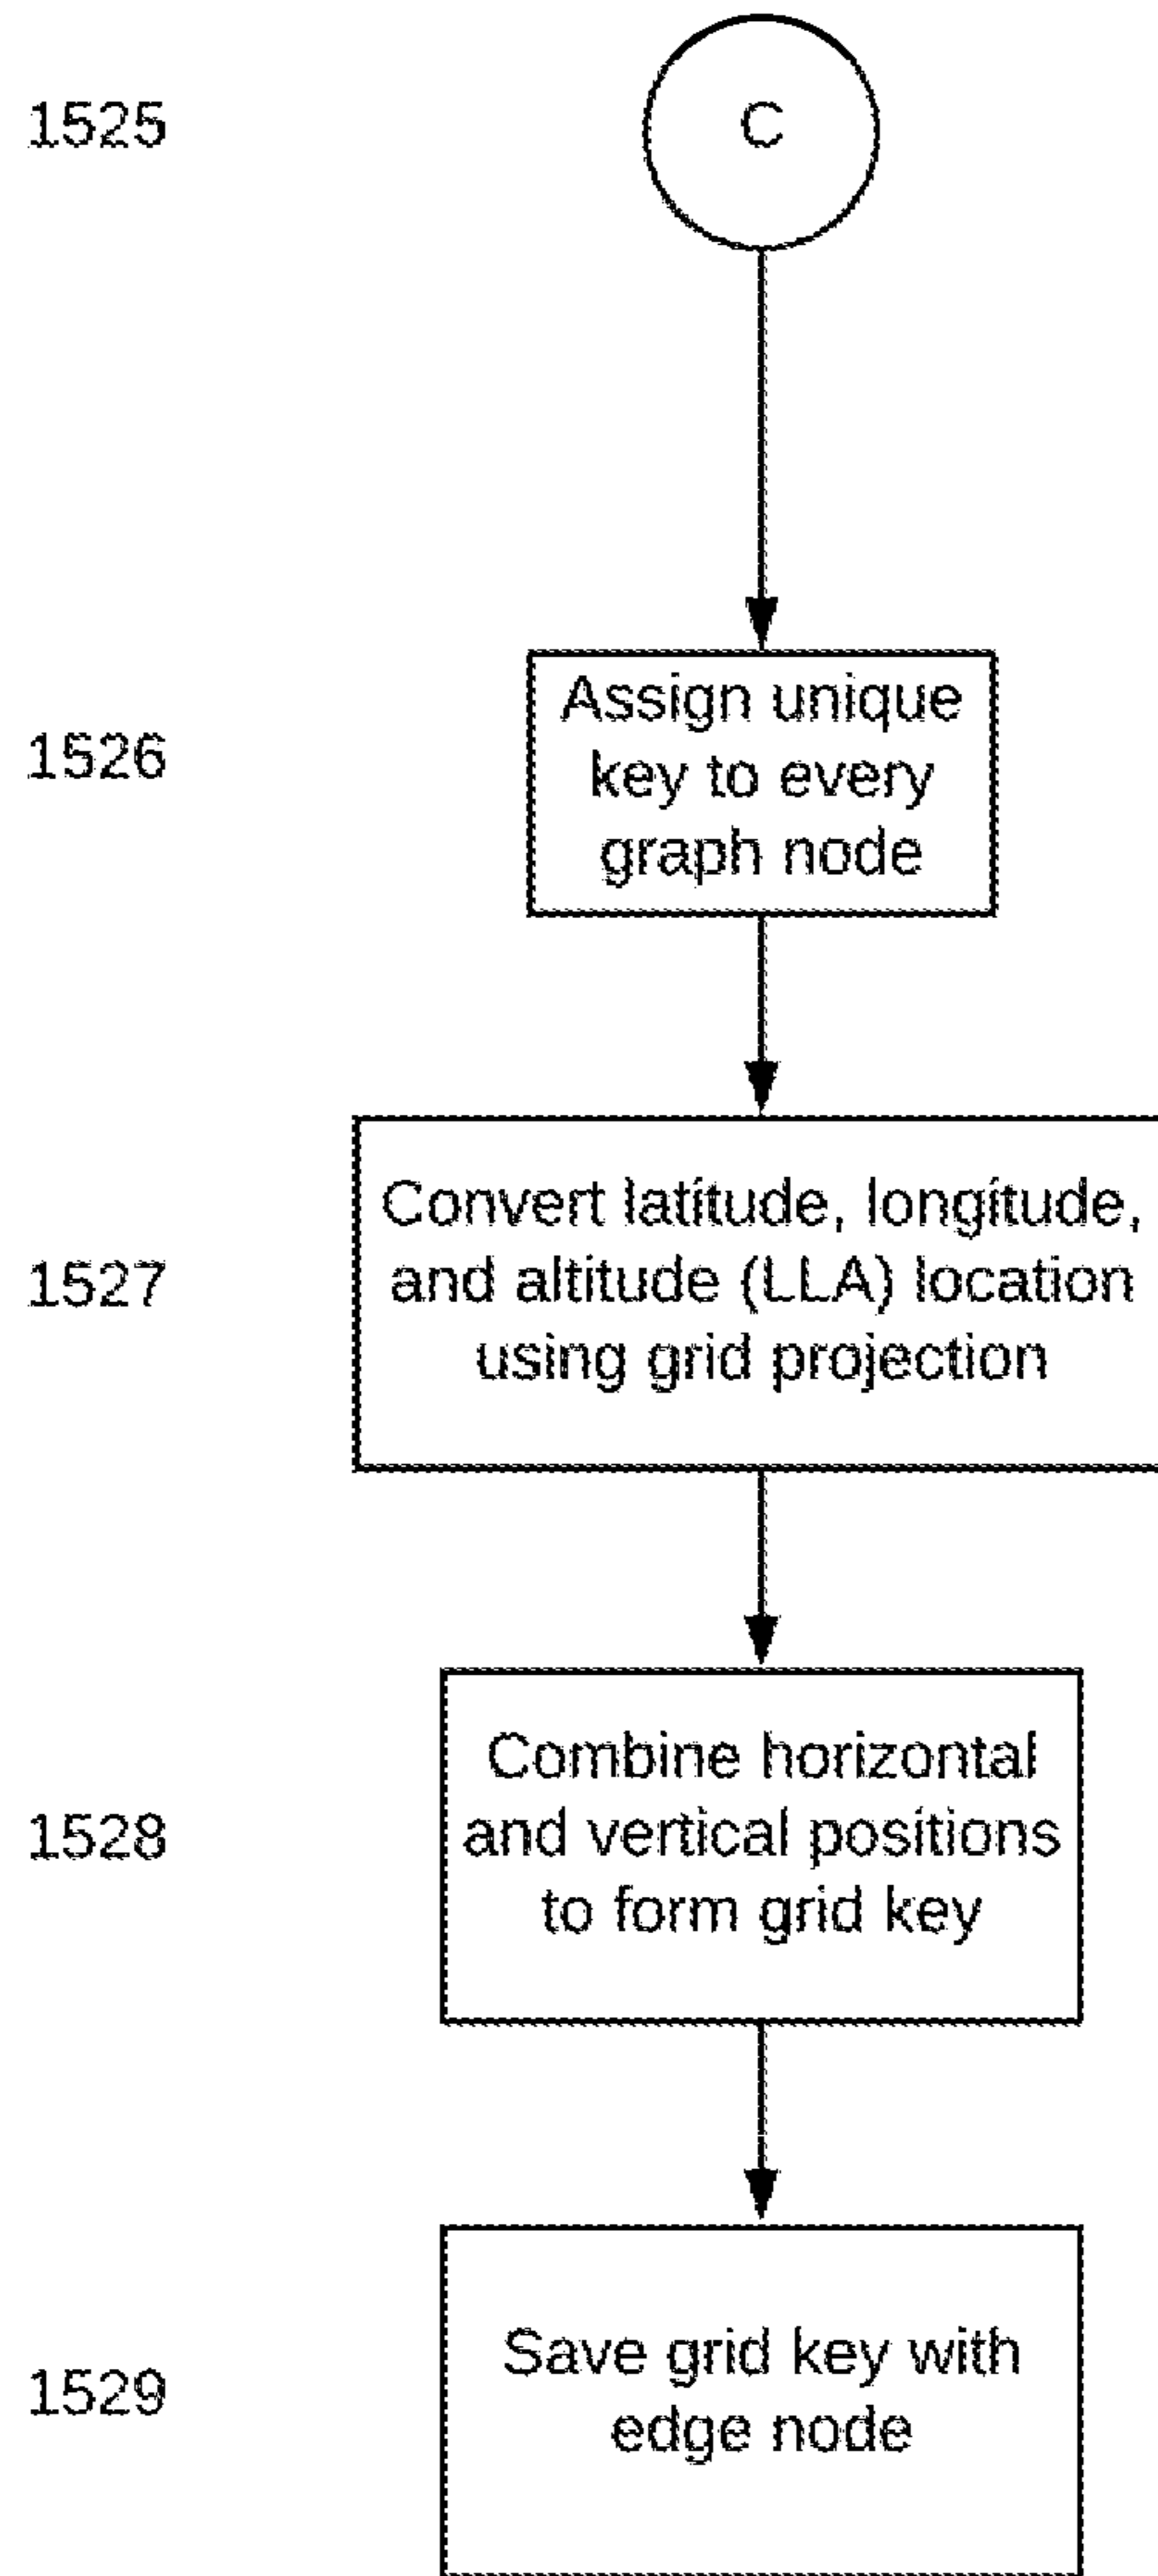 1525
C
1526
Assign unique
key to every
graph node
1527
Convert latitude, longitude,
and altitude (LLA) location
using grid projection
1528
Combine horizontal
and vertical positions
to form grid key
1529
Save grid key with
edge node